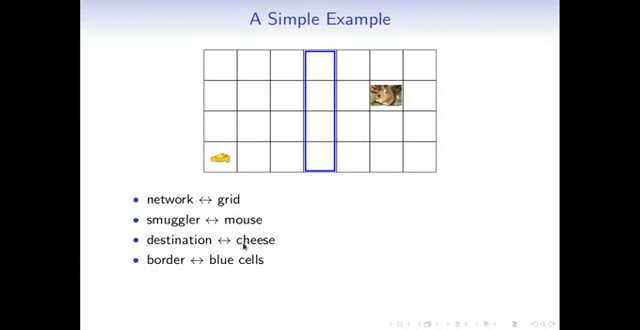 A Simple Example
• network ↔ grid
• smuggler ↔ mouse
• destination ↔ cheese
• border ↔ blue cells